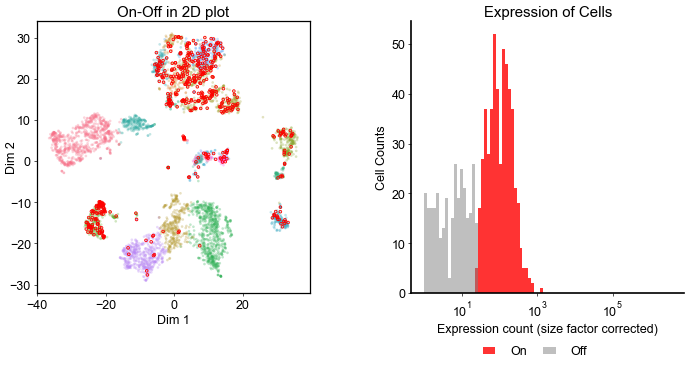 On-Off in 2D plot
Dim 2
30
20
10
0
−10
−20
−30
−40
−20
0
20
Dim 1
Expression of Cells
Cell Counts
50
40
30
20
10
0
10^1
10^3
10^5
Expression count (size factor corrected)
On Off